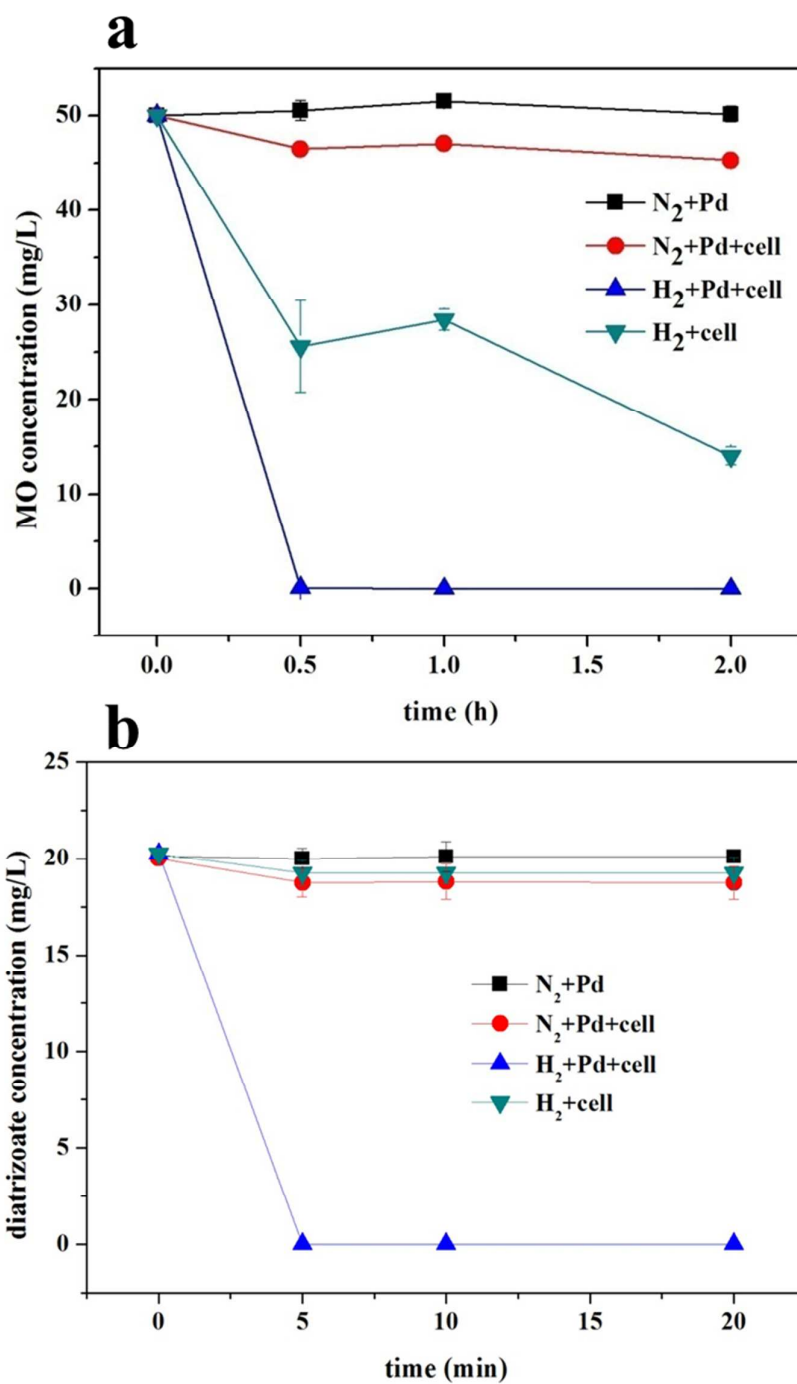 a
MO concentration (mg/L)
50
40
30
20
10
0
N2+Pd
N2+Pd+cell
H2+Pd+cell
H2+cell
0.0 0.5 1.0 1.5 2.0
time (h)
b
diatrizoate concentration (mg/L)
25
20
15
10
5
0
N2+Pd
N2+Pd+cell
H2+Pd+cell
H2+cell
0 5 10 15 20
time (min)